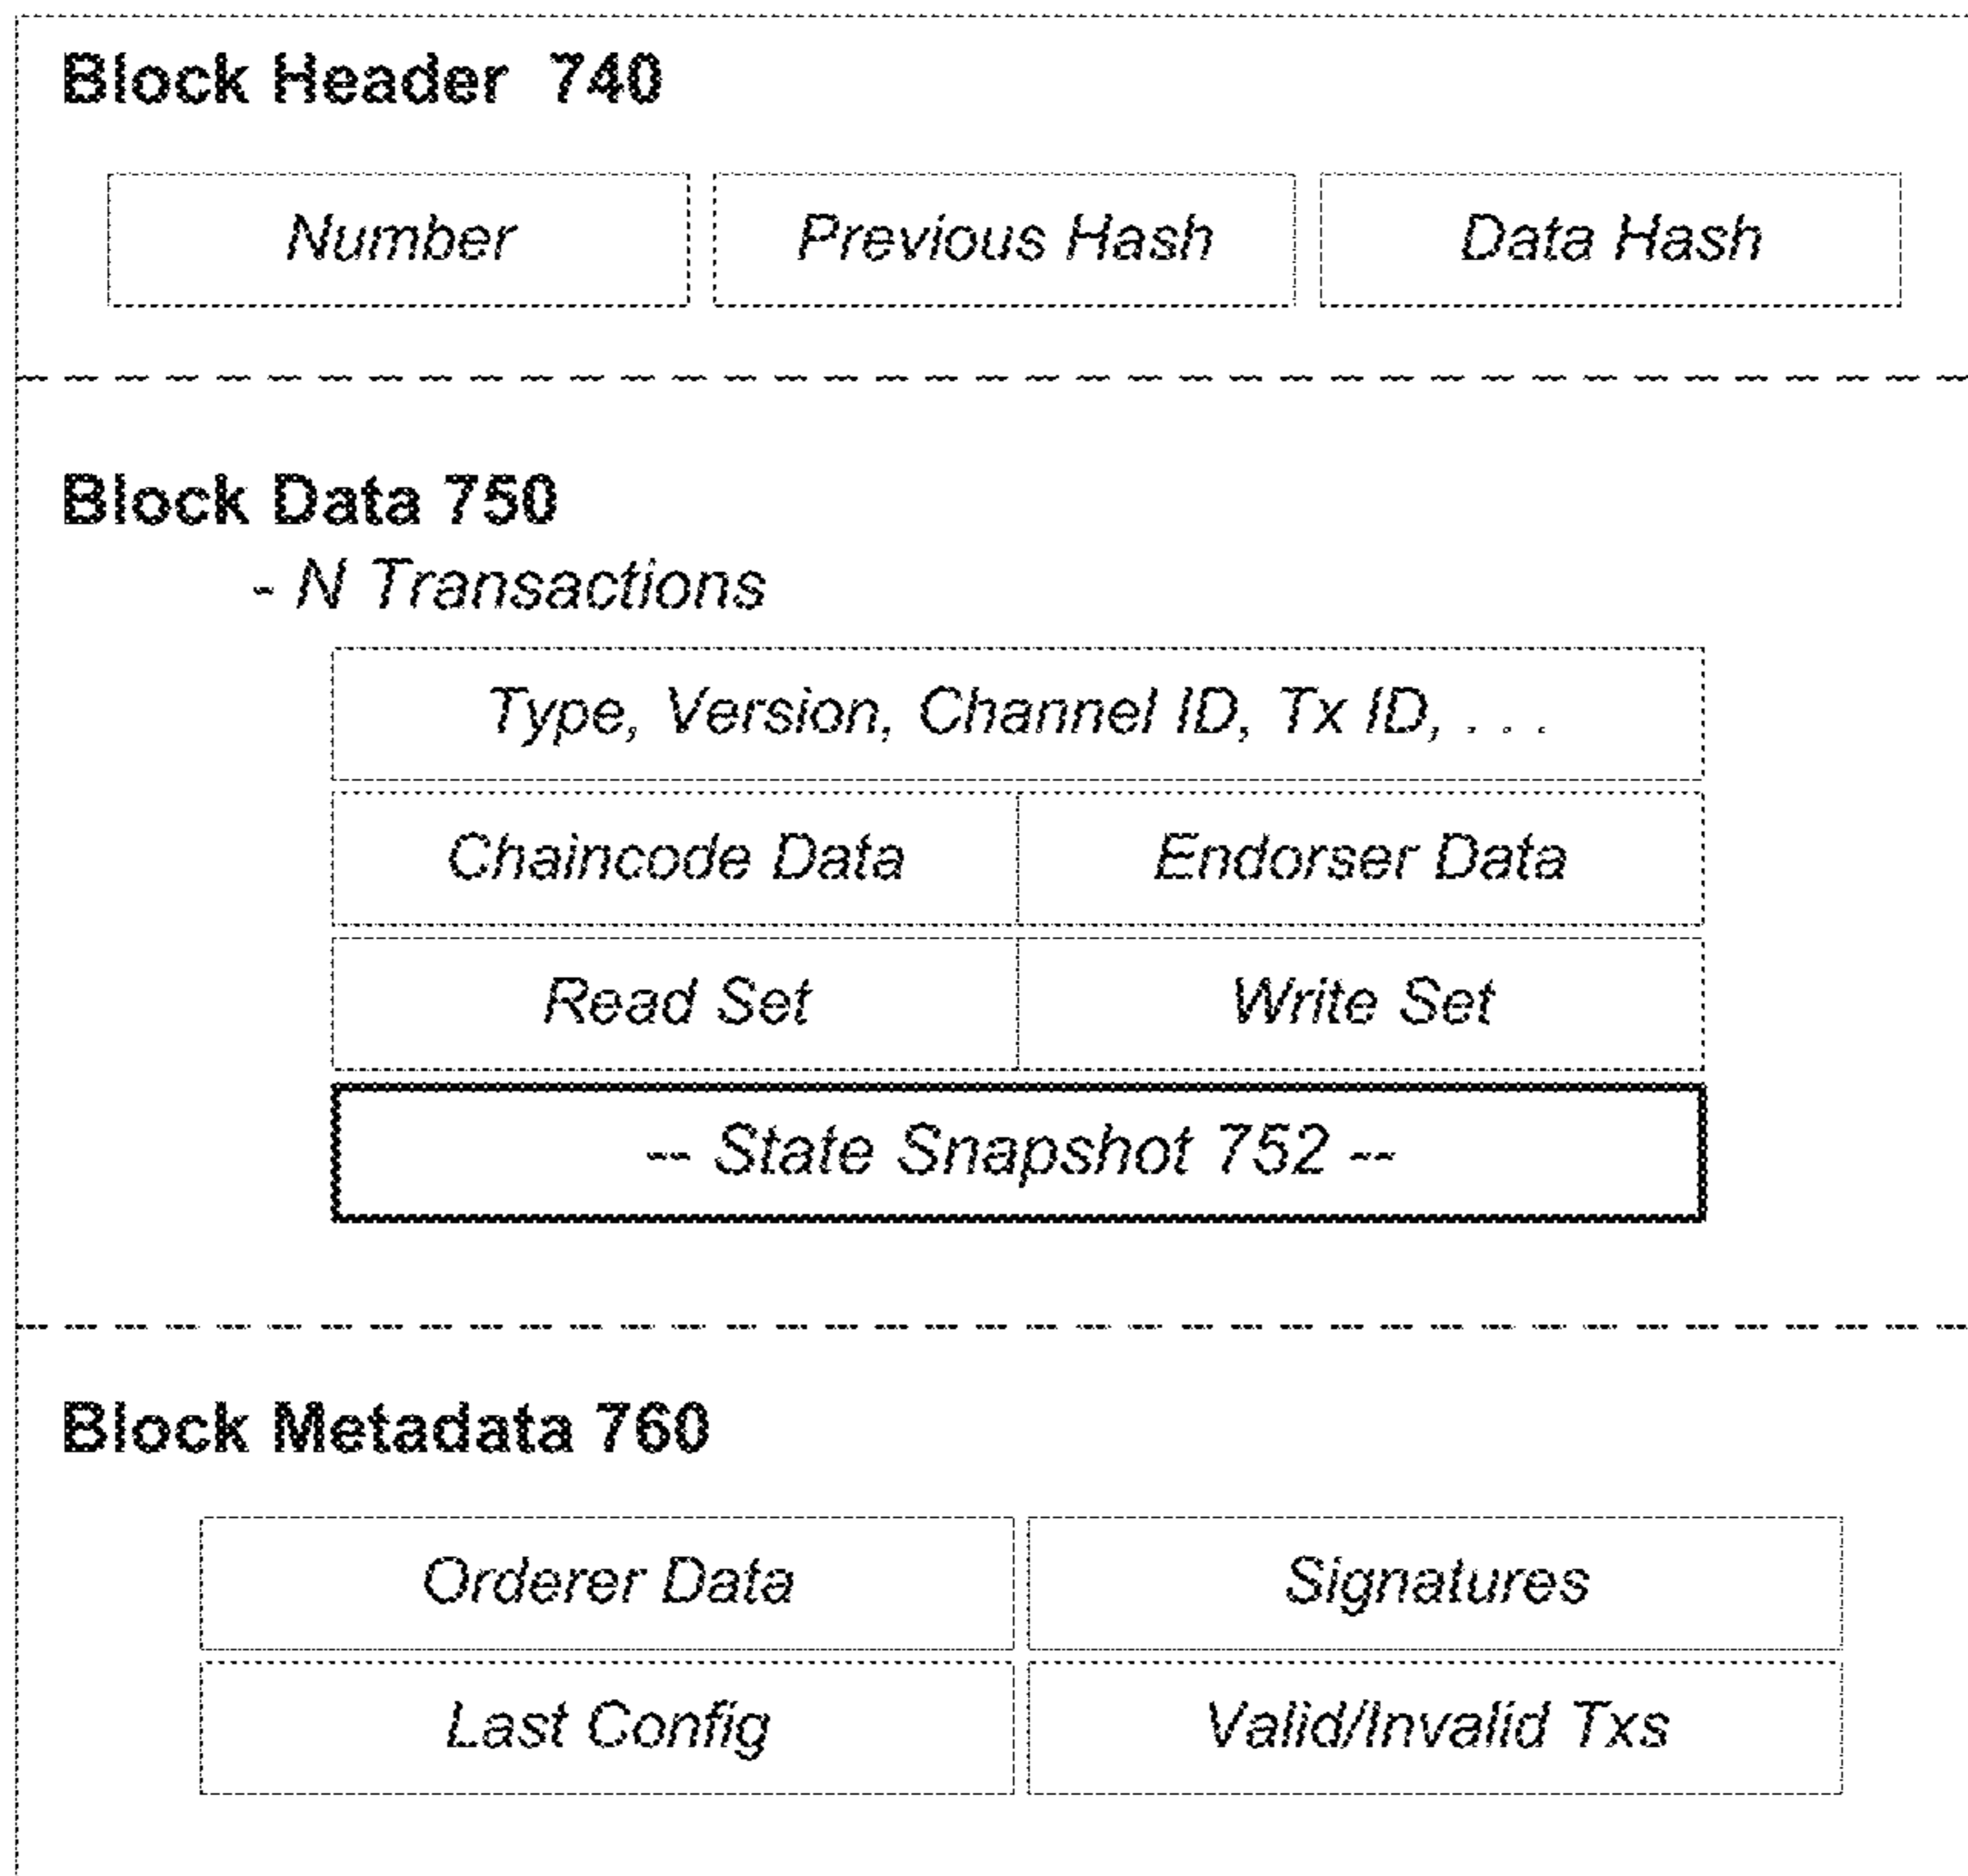 Block Header 740
Number Previous Hash Data Hash
Block Data 750
- N Transactions
Type, Version, Channel ID, Tx ID, . . .
Chaincode Data Endorser Data
Read Set Write Set
-- State Snapshot 752 --
Block Metadata 760
Orderer Data Signatures
Last Config Valid/Invalid Txs